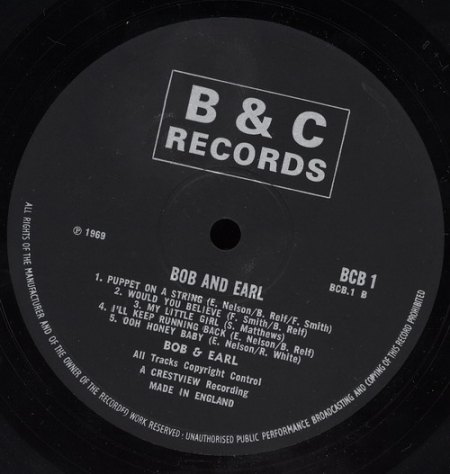 B & C
RECORDS
℗ 1969
BCB 1
BCB.1 B
BOB AND EARL
1. PUPPET ON A STRING (E. Nelson/B. Relf/F. Smith)
2. WOULD YOU BELIEVE (F. Smith/B. Relf)
3. MY LITTLE GIRL (S. Matthews)
4. I'LL KEEP RUNNING BACK (E. Nelson/B. Relf)
5. OOH HONEY BABY (E. Nelson/R. White)
BOB & EARL
All Tracks Copyright Control
A CRESTVIEW Recording
MADE IN ENGLAND
ALL RIGHTS OF THE MANUFACTURER AND OF THE OWNER OF THE RECORDED WORK RESERVED : UNAUTHORISED PUBLIC PERFORMANCE BROADCASTING AND COPYING OF THIS RECORD PROHIBITED